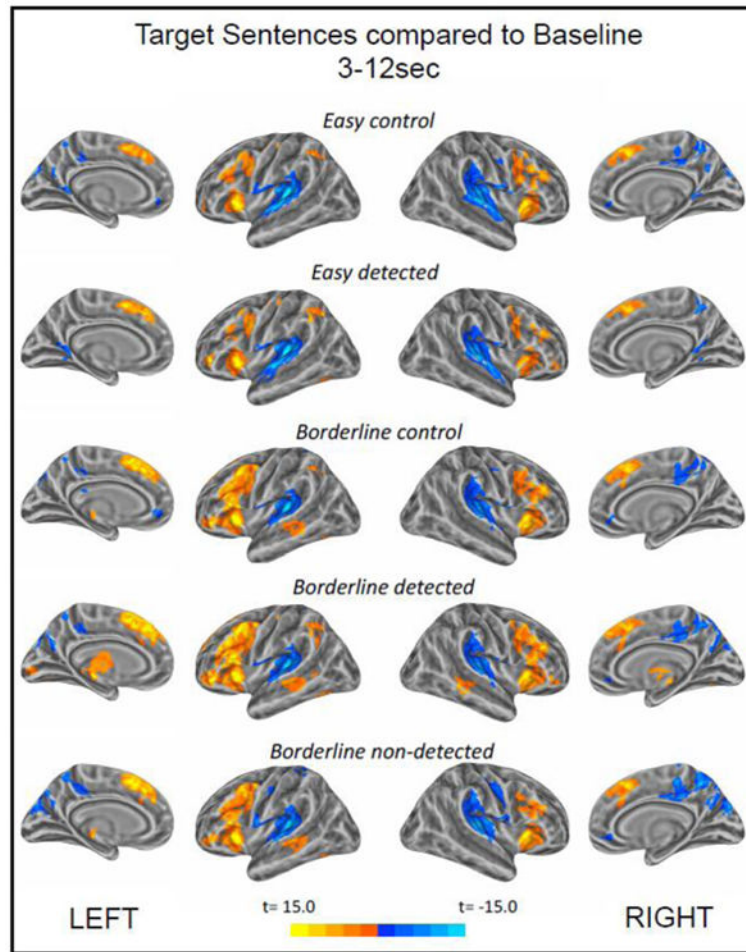 Target Sentences compared to Baseline
3-12sec
Easy control
Easy detected
Borderline control
Borderline detected
Borderline non-detected
t= 15.0 t= -15.0
LEFT RIGHT